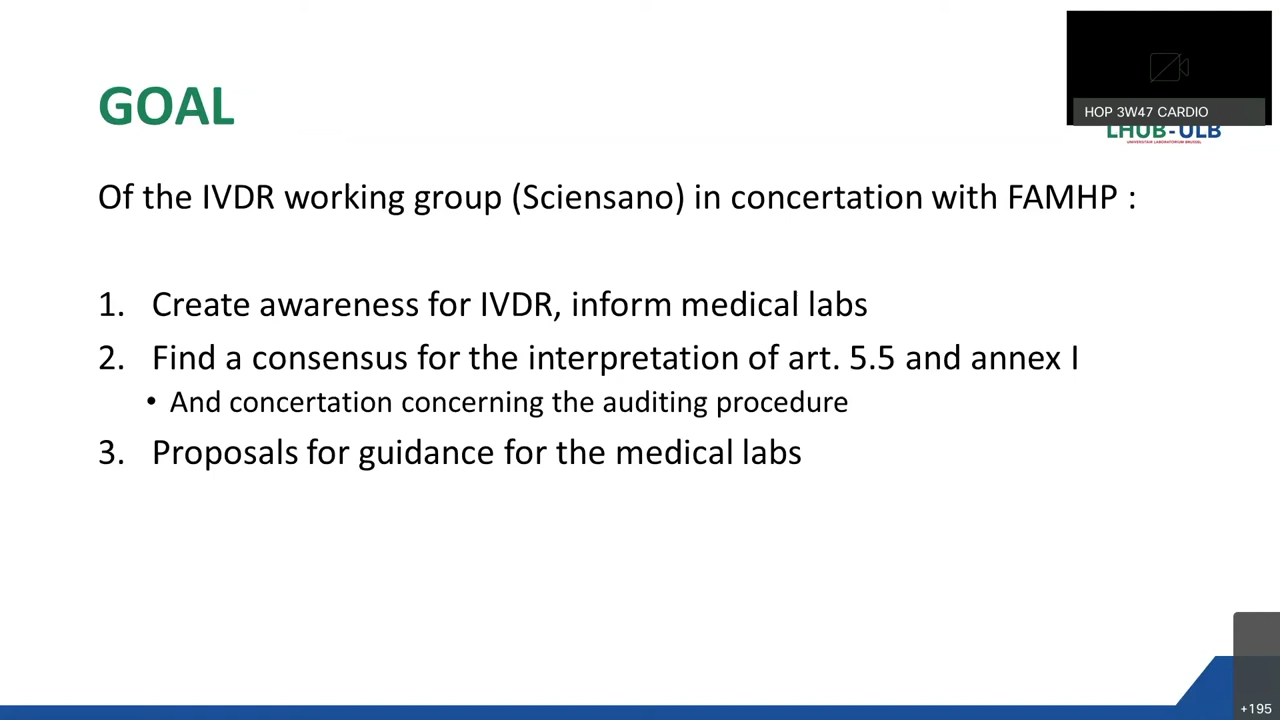 HOP 3W47 CARDIO
LHUB-ULB
UNIVERSITAIR LABORATORIUM BRUSSEL
GOAL
Of the IVDR working group (Sciensano) in concertation with FAMHP :
1. Create awareness for IVDR, inform medical labs
2. Find a consensus for the interpretation of art. 5.5 and annex I
• And concertation concerning the auditing procedure
3. Proposals for guidance for the medical labs
+195